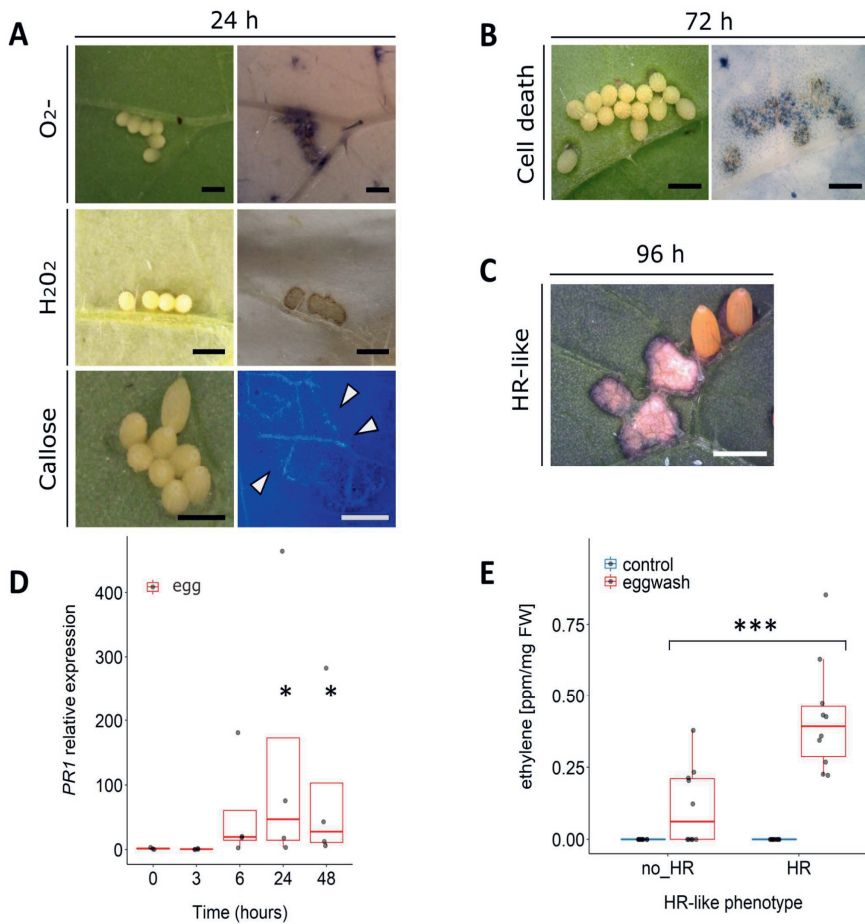 A
24 h
O2-
H2O2
Callose
B
72 h
Cell death
C
96 h
HR-like
D
PR1 relative expression
egg
400
300
200
100
0
* *
0 3 6 24 48
Time (hours)
E
ethylene [ppm/mg FW]
control
eggwash
***
0.75
0.50
0.25
0.00
no_HR HR
HR-like phenotype